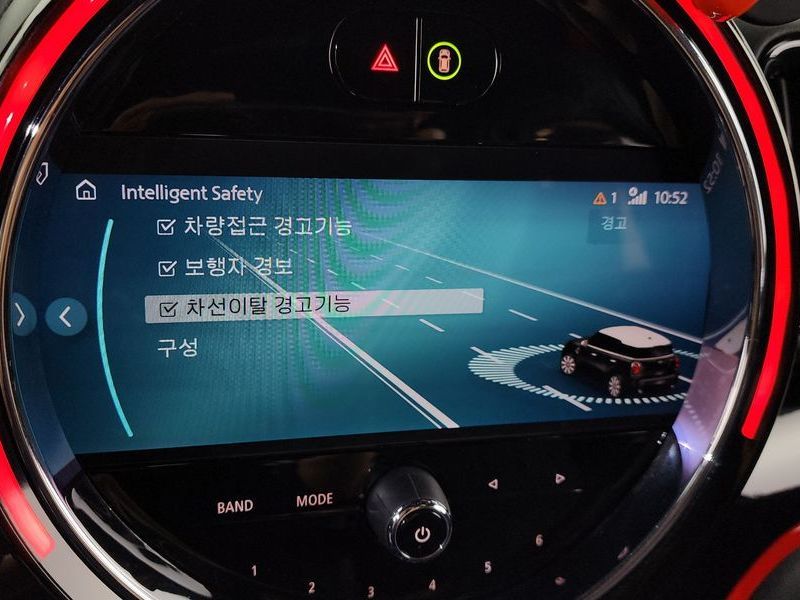 Intelligent Safety
1 10:52
경고
차량접근 경고기능
보행자 경보
차선이탈 경고기능
구성
BAND MODE
1 2 3 4 5 6